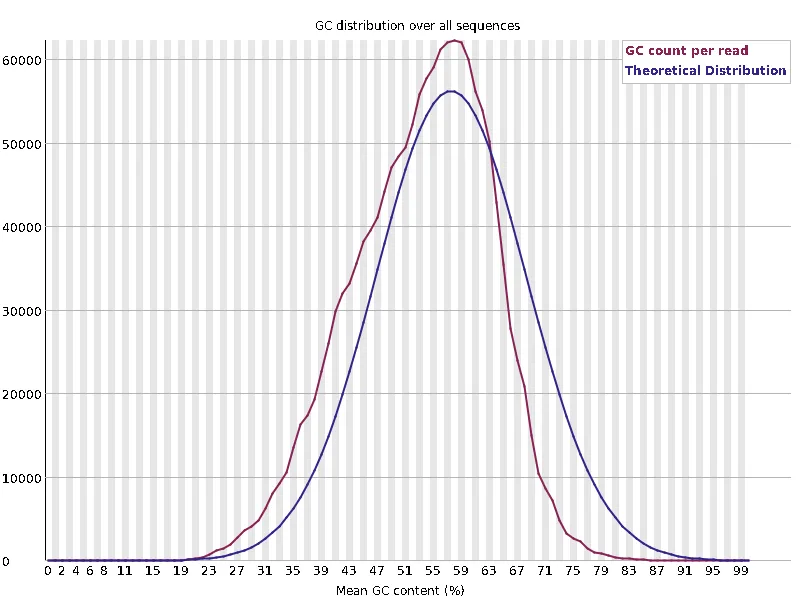 GC distribution over all sequences
GC count per read
Theoretical Distribution
60000
50000
40000
30000
20000
10000
0
0 2 4 6 8 11 15 19 23 27 31 35 39 43 47 51 55 59 63 67 71 75 79 83 87 91 95 99
Mean GC content (%)